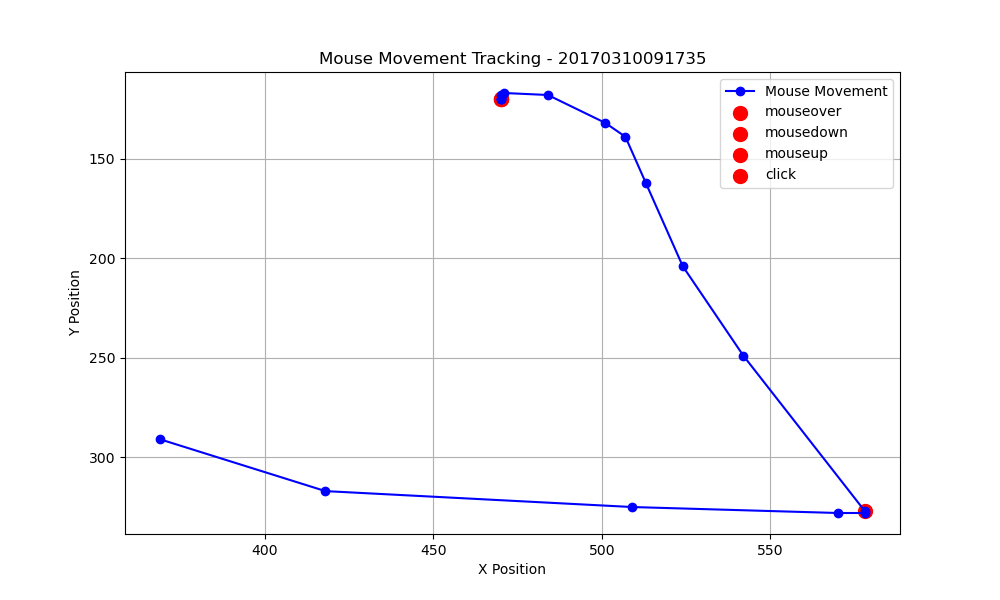 Mouse Movement Tracking - 20170310091735
Mouse Movement
mouseover
mousedown
mouseup
click
150
200
250
300
Y Position
400
450
500
550
X Position